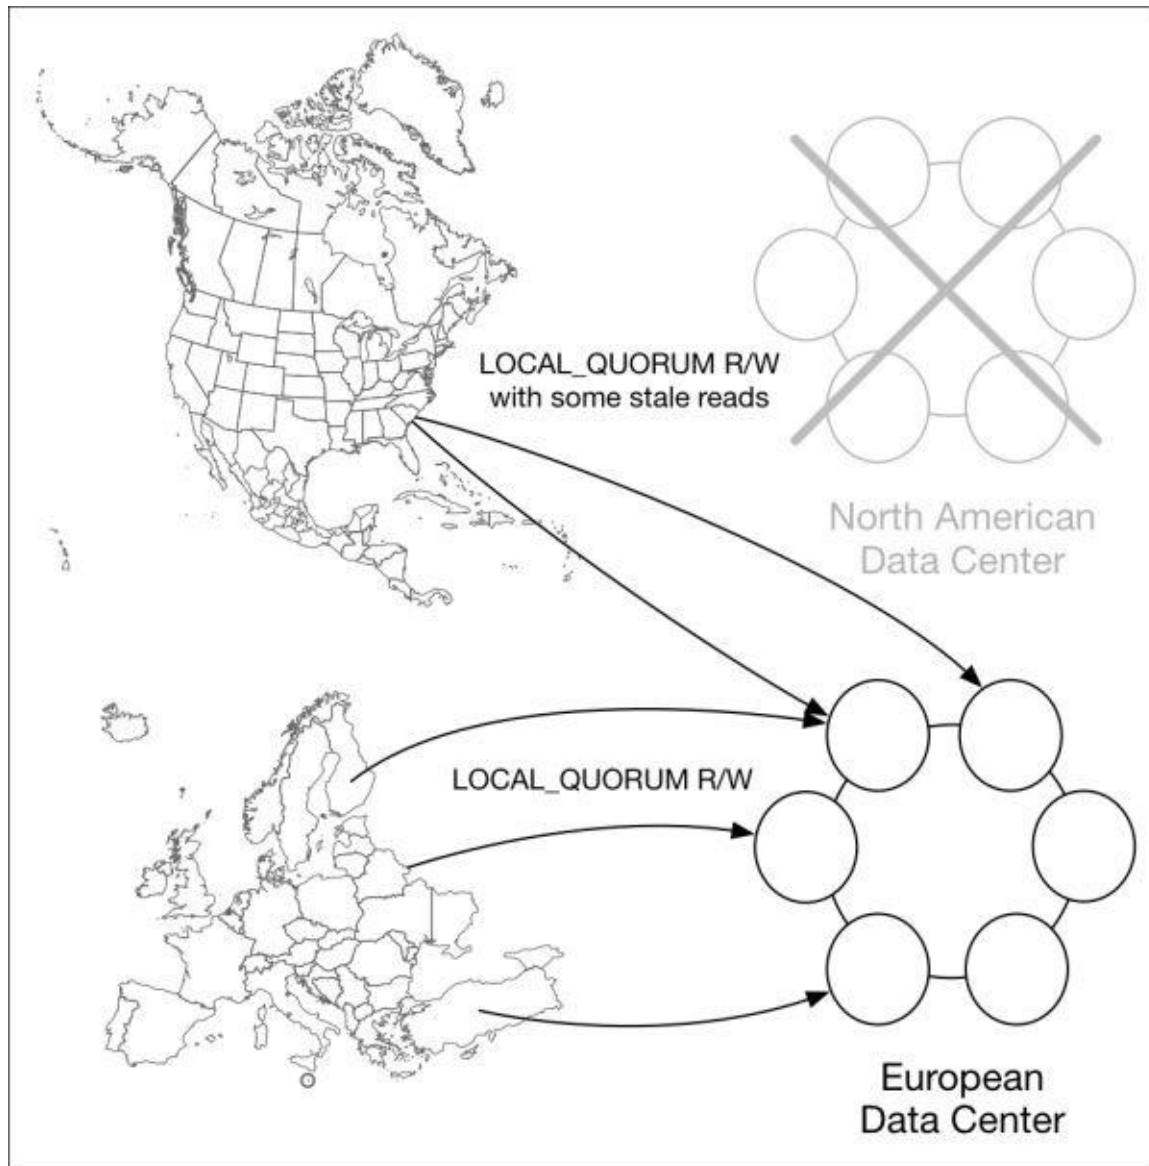 LOCAL_QUORUM R/W
with some stale reads
North American
Data Center
LOCAL_QUORUM R/W
European
Data Center